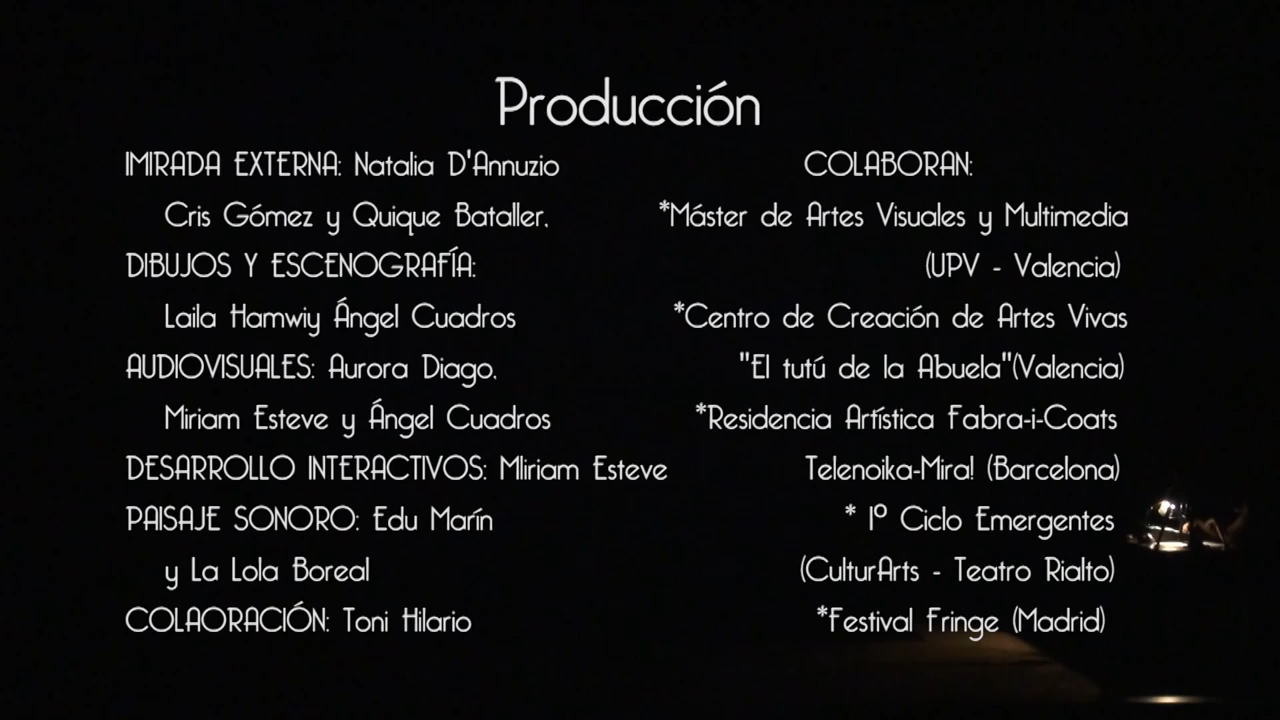 Producción
IMIRADA EXTERNA: Natalia D'Annuzio
Cris Gómez y Quique Bataller,
DIBUJOS Y ESCENOGRAFÍA:
Laila Hamwiy Ángel Cuadros
AUDIOVISUALES: Aurora Diago,
Miriam Esteve y Ángel Cuadros
DESARROLLO INTERACTIVOS: MIiriam Esteve
PAISAJE SONORO: Edu Marín
y La Lola Boreal
COLAORACIÓN: Toni Hilario
COLABORAN:
*Máster de Artes Visuales y Multimedia
(UPV - Valencia)
*Centro de Creación de Artes Vivas
"El tutú de la Abuela"(Valencia)
*Residencia Artística Fabra-i-Coats
Telenoika-Mira! (Barcelona)
* 1º Ciclo Emergentes
(CulturArts - Teatro Rialto)
*Festival Fringe (Madrid)